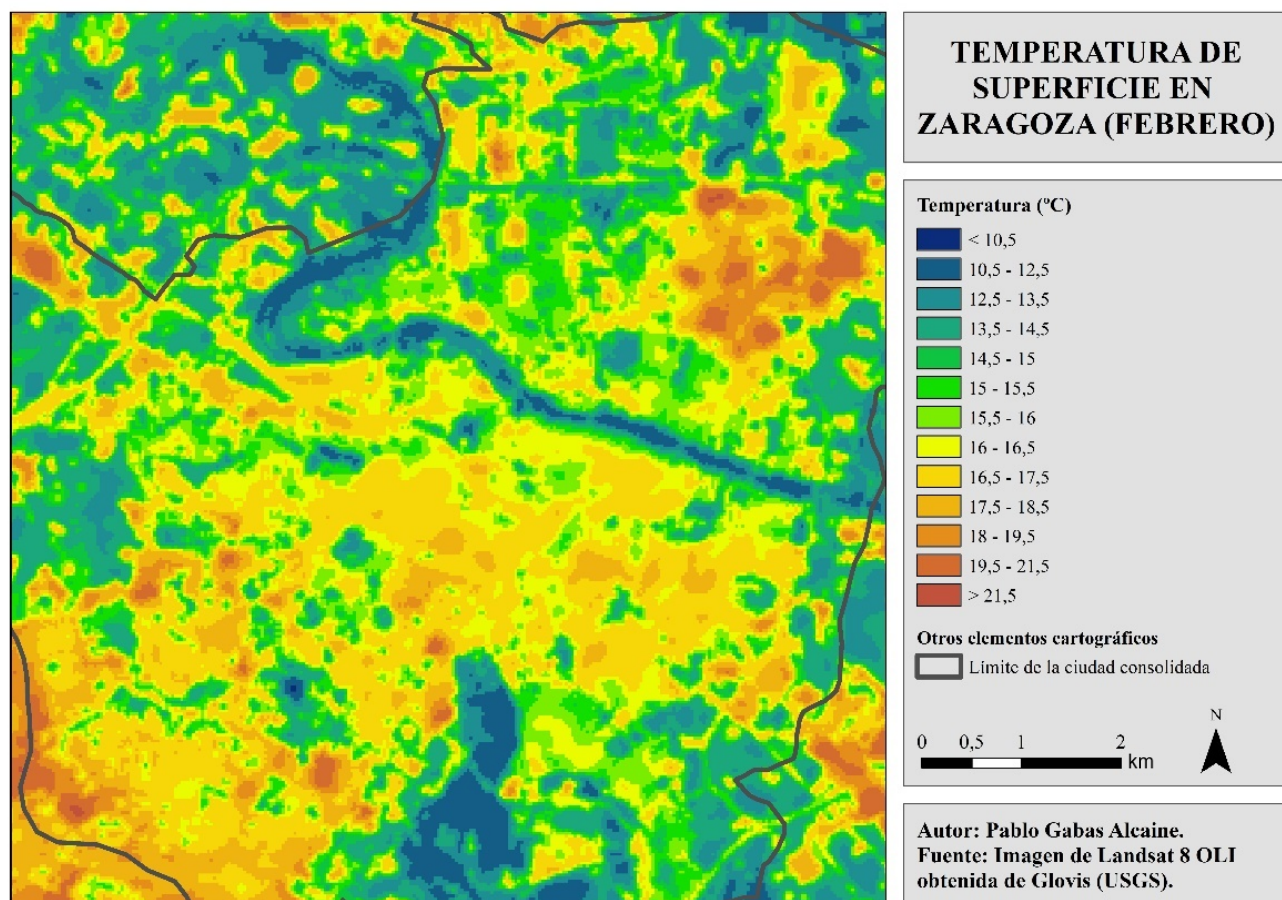 TEMPERATURA DE
SUPERFICIE EN
ZARAGOZA (FEBRERO)
Temperatura (ºC)
< 10,5
10,5 - 12,5
12,5 - 13,5
13,5 - 14,5
14,5 - 15
15 - 15,5
15,5 - 16
16 - 16,5
16,5 - 17,5
17,5 - 18,5
18 - 19,5
19,5 - 21,5
> 21,5
Otros elementos cartográficos
Límite de la ciudad consolidada
N
0 0,5 1 2
km
Autor: Pablo Gabas Alcaine.
Fuente: Imagen de Landsat 8 OLI
obtenida de Glovis (USGS).